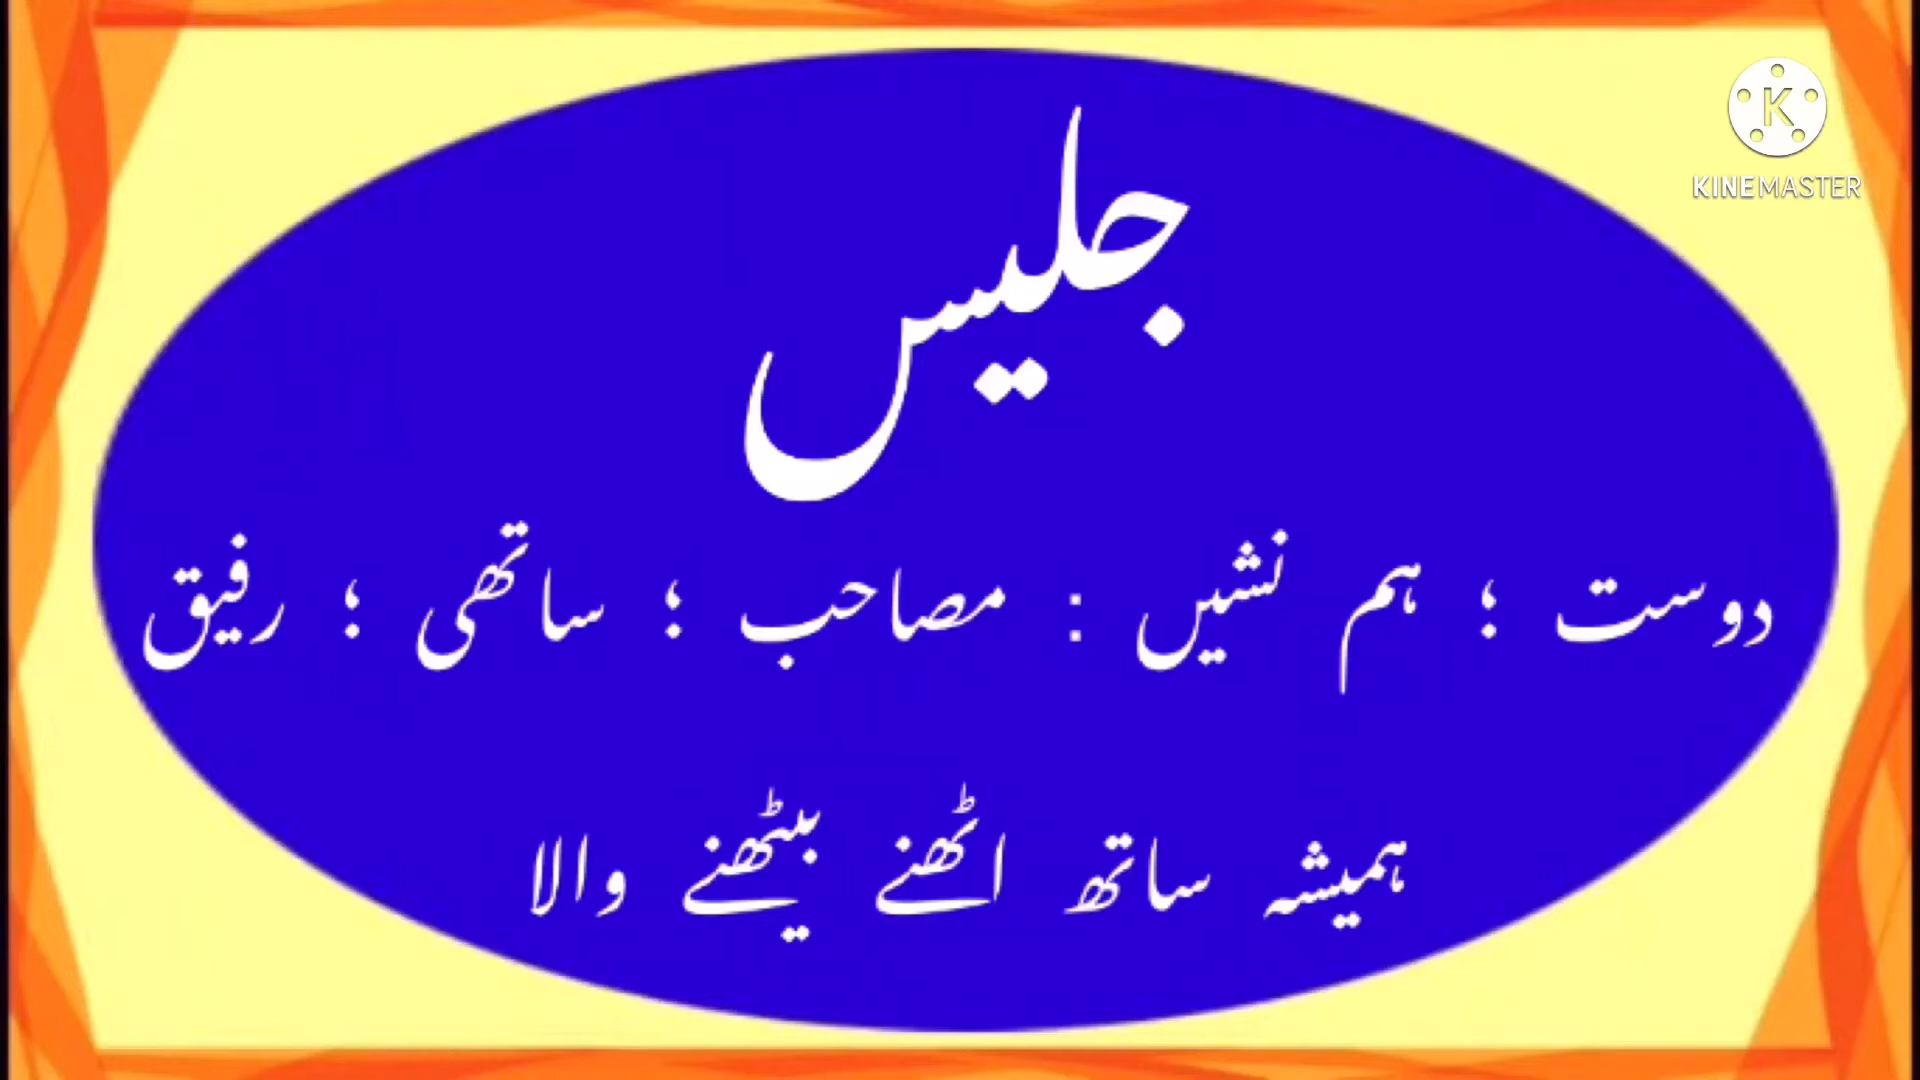 جلیس
KINEMASTER
دوست ؛ ہم نشیں : مصاحب ؛ ساتھی ؛ رفیق
ہمیشہ ساتھ اٹھنے بیٹھنے والا